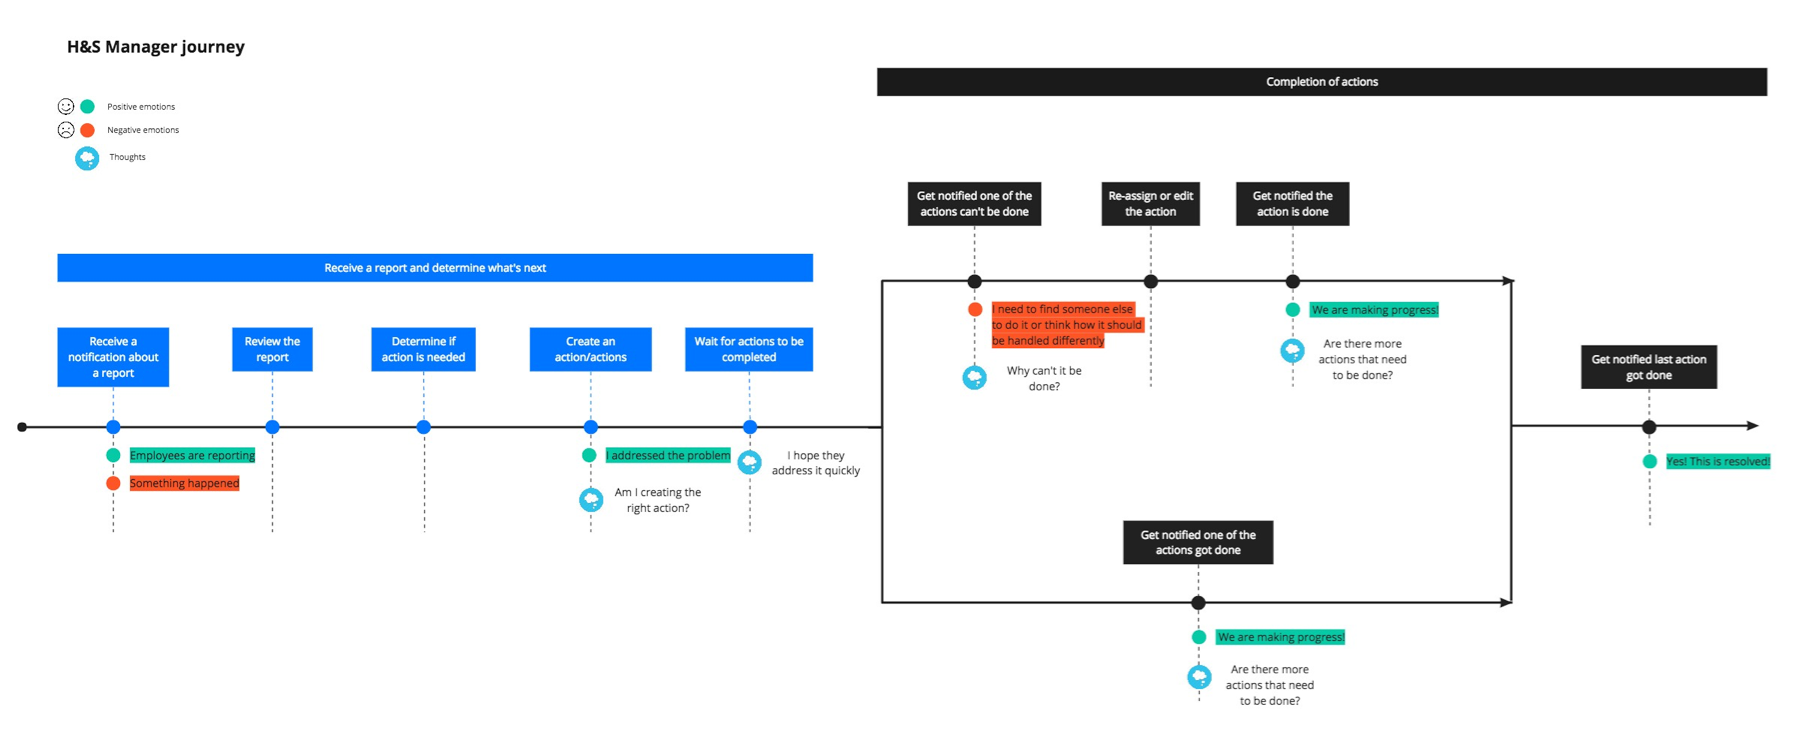 H&S Manager journey
Positive emotions
Negative emotions
Thoughts
Completion of actions
Get notified one of the
actions can't be done
Re-assign or edit
the action
Get notified the
action is done
I need to find someone else
to do it or think how it should
be handled differently
Why can't it be
done?
We are making progress!
Are there more
actions that need
to be done?
Receive a report and determine what's next
Receive a
notification about
a report
Review the
report
Determine if
action is needed
Create an
action/actions
Wait for actions to be
completed
Employees are reporting
Something happened
I addressed the problem
Am I creating the
right action?
I hope they
address it quickly
Get notified one of the
actions got done
We are making progress!
Are there more
actions that need
to be done?
Get notified last action
got done
Yes! This is resolved!